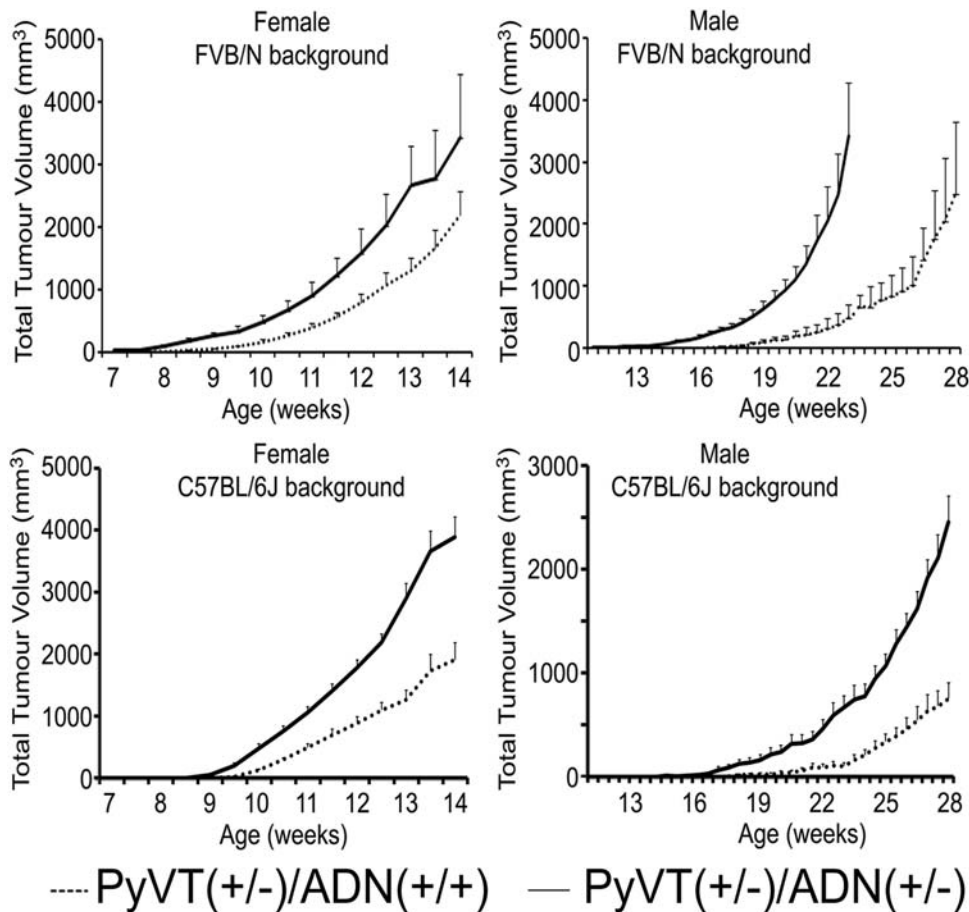 Female
FVB/N background
Total Tumour Volume (mm³)
5000
4000
3000
2000
1000
0
7 8 9 10 11 12 13 14
Age (weeks)
Male
FVB/N background
Total Tumour Volume (mm³)
5000
4000
3000
2000
1000
0
13 16 19 22 25 28
Age (weeks)
Female
C57BL/6J background
Total Tumour Volume (mm³)
5000
4000
3000
2000
1000
0
7 8 9 10 11 12 13 14
Age (weeks)
Male
C57BL/6J background
Total Tumour Volume (mm³)
3000
2000
1000
0
13 16 19 22 25 28
Age (weeks)
PyVT(+/-)/ADN(+/+) PyVT(+/-)/ADN(+/-)